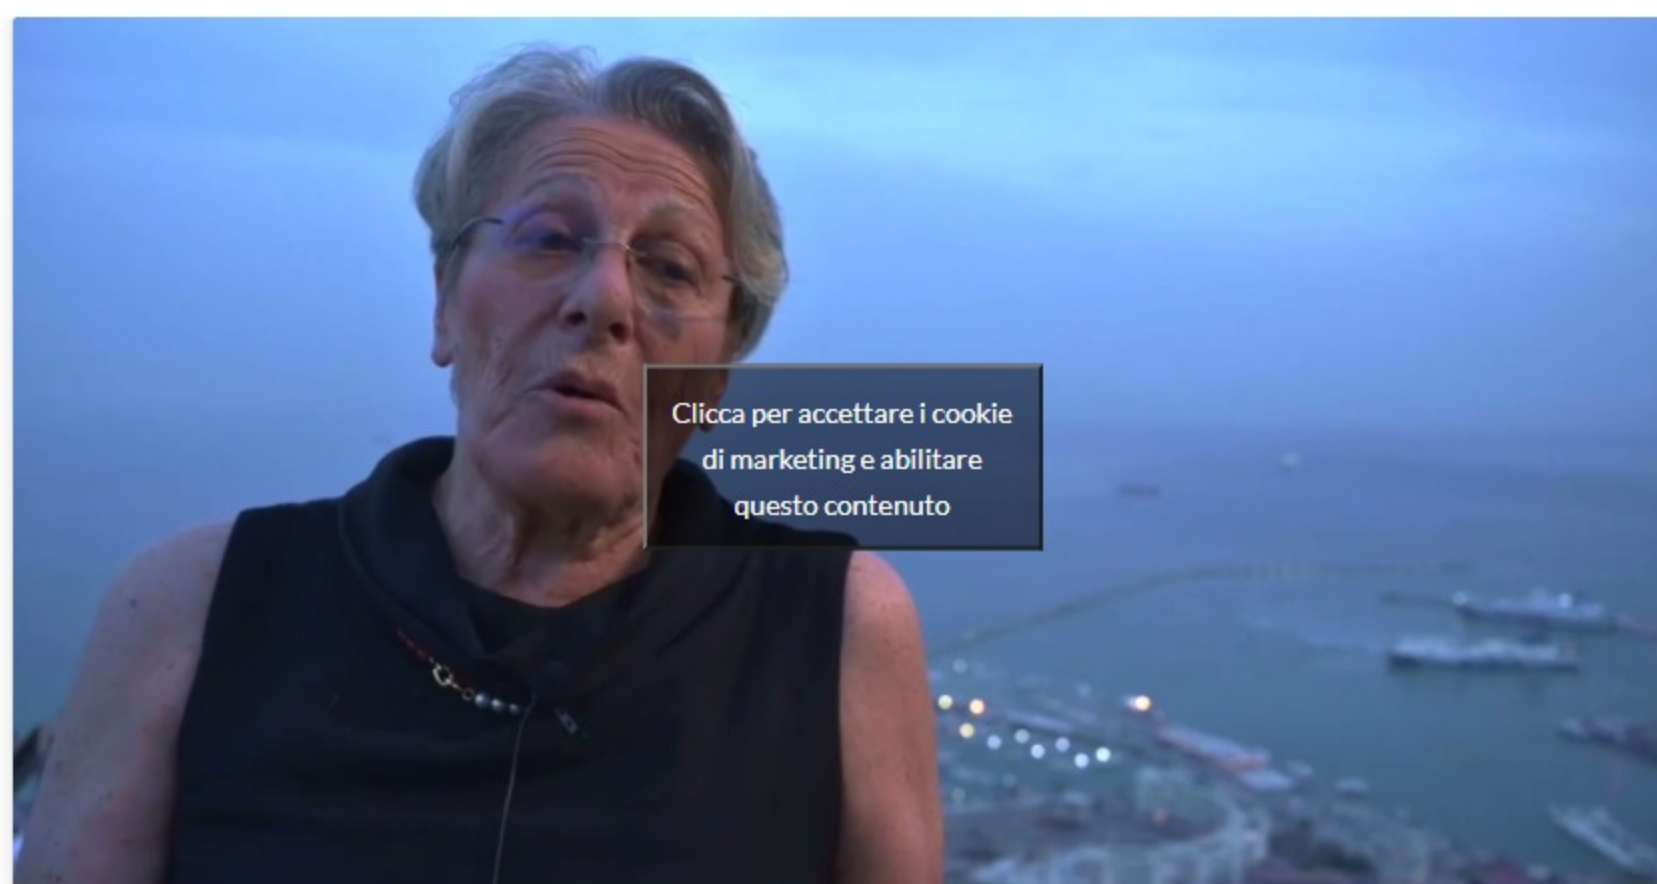 Clicca per accettare i cookie
di marketing e abilitare
questo contenuto